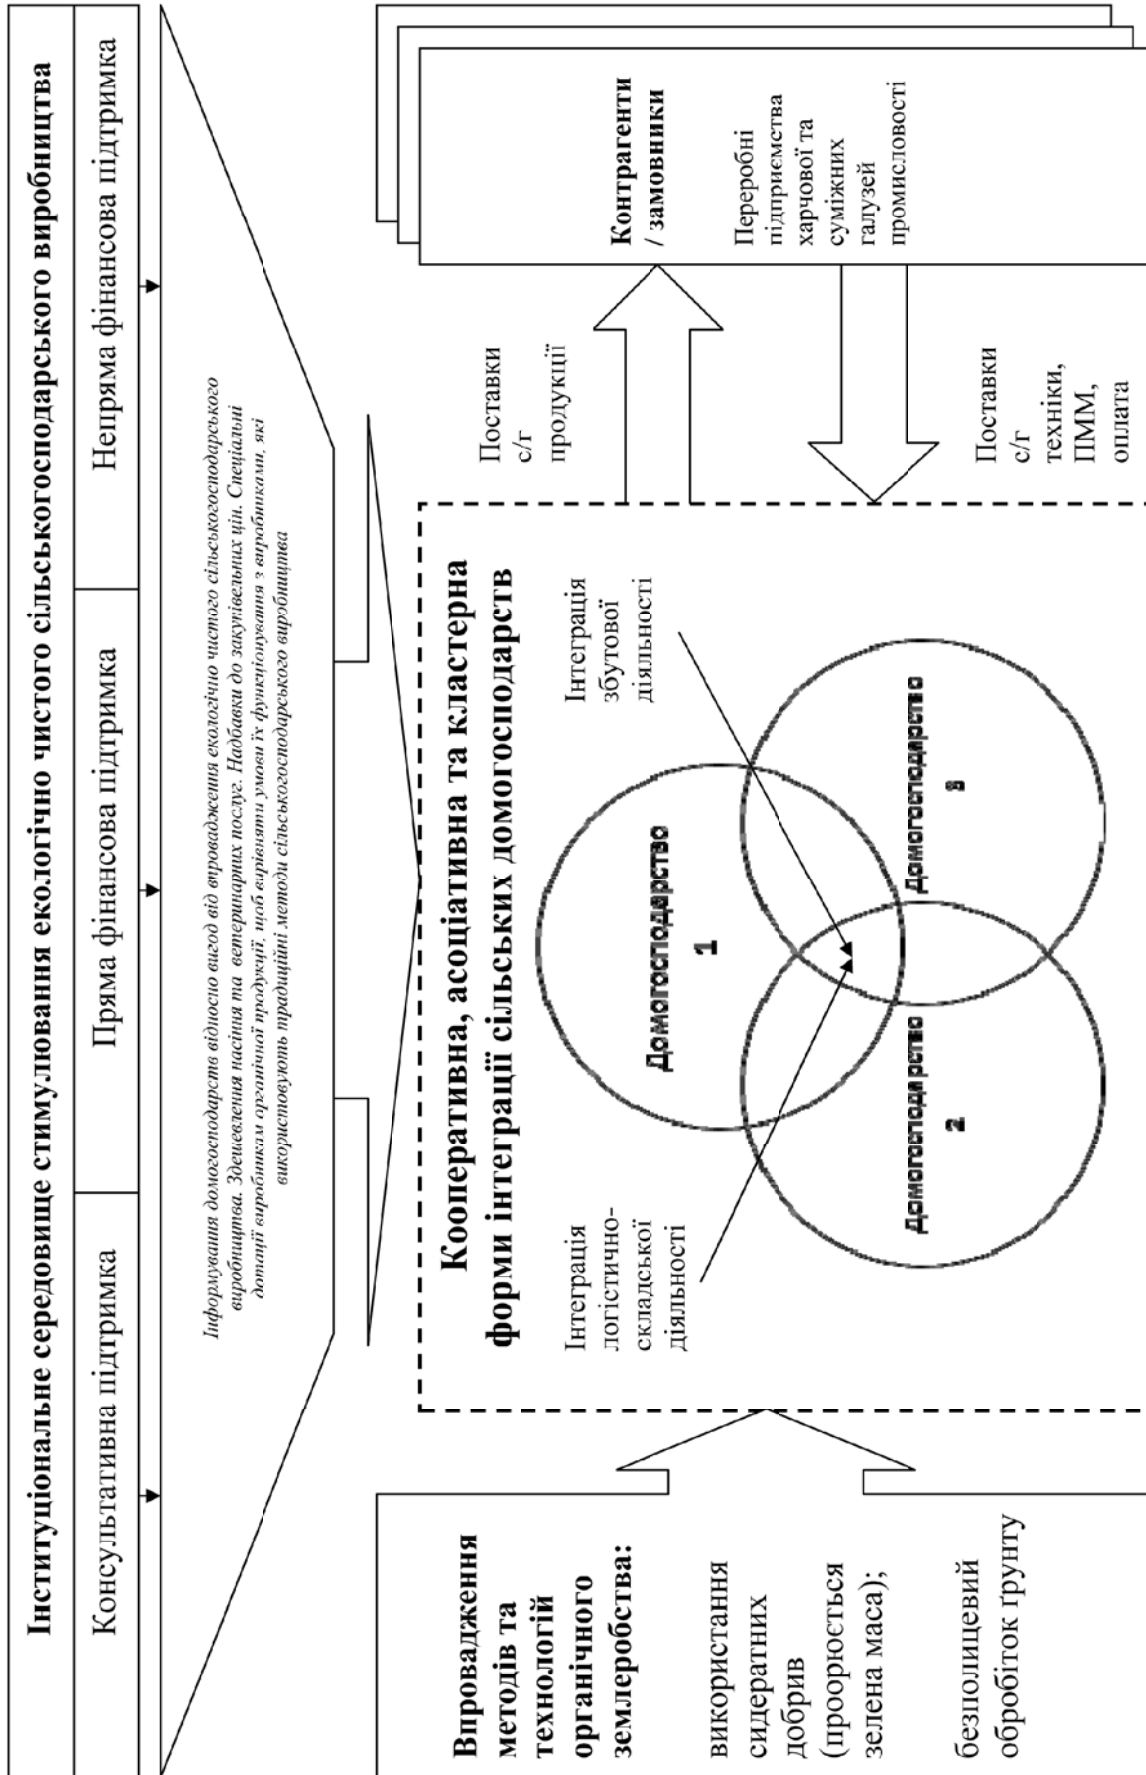 Інституціональне середовище стимулювання екологічно чистого сільськогосподарського виробництва
Консультативна підтримка
Пряма фінансова підтримка
Непряма фінансова підтримка
Інформування домогосподарств відносно вигод від впровадження екологічно чистого сільськогосподарського
виробництва. Здешевлення насіння та ветеринарних послуг. Надбавки до закупівельних цін. Спеціальні
дотації виробникам органічної продукції, щоб вирівняти умови їх функціонування з виробниками, які
використовують традиційні методи сільськогосподарського виробництва
Впровадження
методів та
технологій
органічного
землеробства:
використання
сидератних
добрив
(проорюється
зелена маса);
безполицевий
обробіток ґрунту
Кооперативна, асоціативна та кластерна
форми інтеграції сільських домогосподарств
Інтеграція
логістично-
складської
діяльності
Інтеграція
збутової
діяльності
Домогосподарство
1
Домогосподарство
2
Домогосподарство
3
Поставки
с/г
продукції
Поставки
с/г
техніки,
ПММ,
оплата
Контрагенти
/ замовники
Переробні
підприємства
харчової та
суміжних
галузей
промисловості